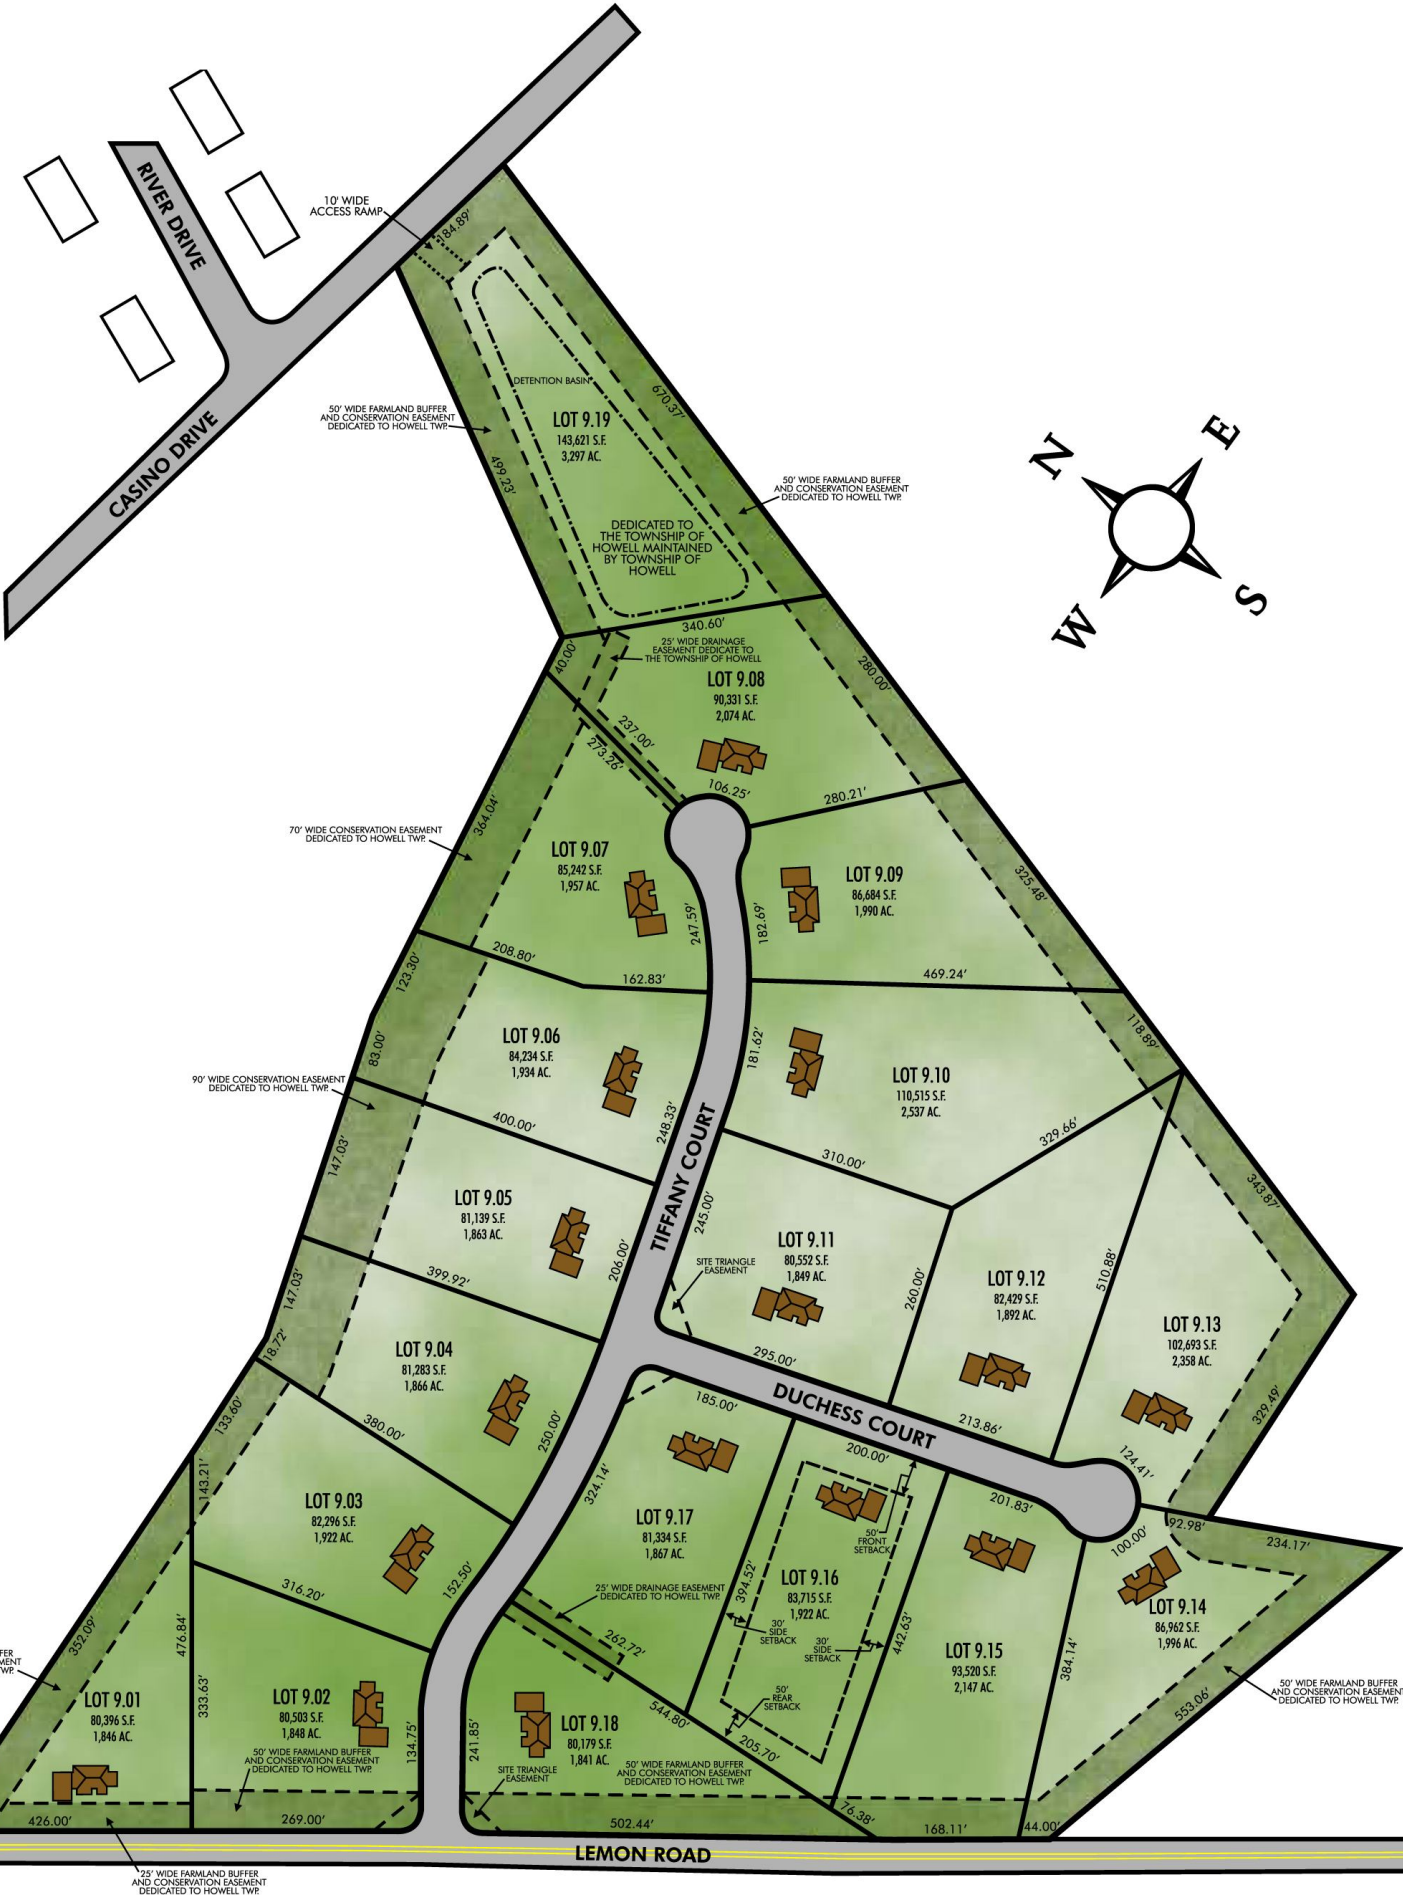 RIVER DRIVE
CASINO DRIVE
10' WIDE
ACCESS RAMP
184.89'
DETENTION BASIN
LOT 9.19
143,621 S.F.
3,297 AC.
670.37'
50' WIDE FARMLAND BUFFER
AND CONSERVATION EASEMENT
DEDICATED TO HOWELL TWP.
499.23'
50' WIDE FARMLAND BUFFER
AND CONSERVATION EASEMENT
DEDICATED TO HOWELL TWP.
N
E
S
W
DEDICATED TO
THE TOWNSHIP OF
HOWELL MAINTAINED
BY TOWNSHIP OF
HOWELL
340.60'
25' WIDE DRAINAGE
EASEMENT DEDICATE TO
THE TOWNSHIP OF HOWELL
40.00'
280.00'
LOT 9.08
90,331 S.F.
2,074 AC.
237.00'
273.26'
106.25'
280.21'
364.04'
70' WIDE CONSERVATION EASEMENT
DEDICATED TO HOWELL TWP.
LOT 9.07
85,242 S.F.
1,957 AC.
247.59'
182.69'
LOT 9.09
86,684 S.F.
1,990 AC.
325.48'
208.80'
162.83'
469.24'
123.30'
83.00'
LOT 9.06
84,234 S.F.
1,934 AC.
181.62'
118.89'
LOT 9.10
110,515 S.F.
2,537 AC.
90' WIDE CONSERVATION EASEMENT
DEDICATED TO HOWELL TWP.
400.00'
248.33'
310.00'
329.66'
147.03'
TIFFANY COURT
LOT 9.05
81,139 S.F.
1,863 AC.
245.00'
343.87'
LOT 9.11
80,552 S.F.
1,849 AC.
SITE TRIANGLE
EASEMENT
206.00'
260.00'
510.88'
LOT 9.12
82,429 S.F.
1,892 AC.
399.92'
147.03'
18.72'
LOT 9.04
81,283 S.F.
1,866 AC.
LOT 9.13
102,693 S.F.
2,358 AC.
295.00'
185.00'
DUCHESS COURT
213.86'
329.49'
133.60'
380.00'
250.00'
200.00'
124.41'
143.21'
324.14'
201.83'
LOT 9.03
82,296 S.F.
1,922 AC.
LOT 9.17
81,334 S.F.
1,867 AC.
50'
FRONT
SETBACK
100.00'
92.98'
234.17'
316.20'
152.50'
25' WIDE DRAINAGE EASEMENT
DEDICATED TO HOWELL TWP.
394.52'
LOT 9.16
83,715 S.F.
1,922 AC.
LOT 9.14
86,962 S.F.
1,996 AC.
352.09'
476.84'
262.72'
30'
SIDE
SETBACK
30'
SIDE
SETBACK
442.63'
LOT 9.15
93,520 S.F.
2,147 AC.
384.14'
LOT 9.01
80,396 S.F.
1,846 AC.
333.63'
LOT 9.02
80,503 S.F.
1,848 AC.
50'
REAR
SETBACK
544.80'
205.70'
553.06'
50' WIDE FARMLAND BUFFER
AND CONSERVATION EASEMENT
DEDICATED TO HOWELL TWP.
134.75'
241.85'
LOT 9.18
80,179 S.F.
1,841 AC.
50' WIDE FARMLAND BUFFER
AND CONSERVATION EASEMENT
DEDICATED TO HOWELL TWP.
SITE TRIANGLE
EASEMENT
50' WIDE FARMLAND BUFFER
AND CONSERVATION EASEMENT
DEDICATED TO HOWELL TWP.
426.00'
269.00'
502.44'
76.38'
168.11'
44.00'
LEMON ROAD
25' WIDE FARMLAND BUFFER
AND CONSERVATION EASEMENT
DEDICATED TO HOWELL TWP.